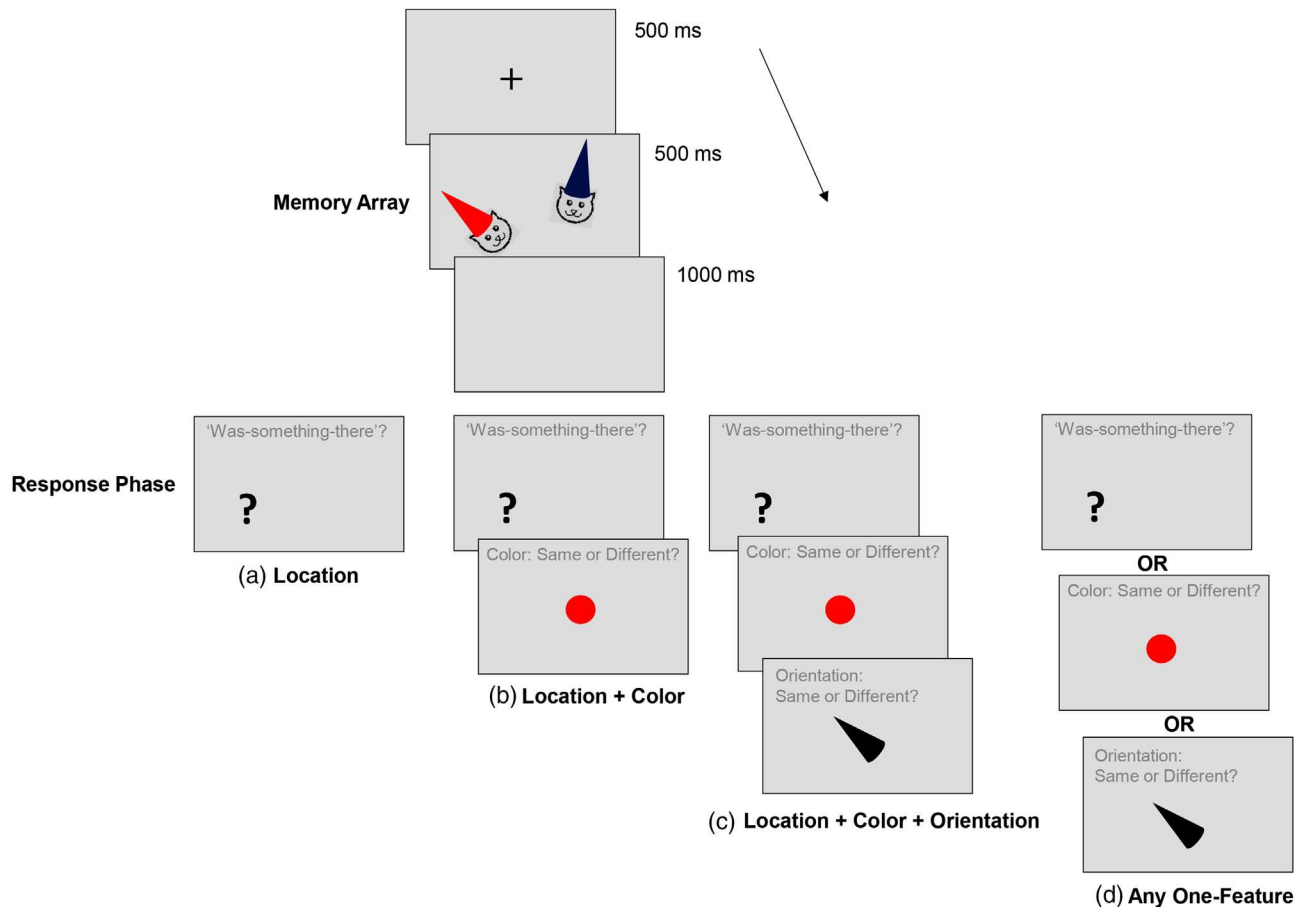 500 ms
+
500 ms
Memory Array
1000 ms
Response Phase
‘Was-something-there’?
?
(a) Location
‘Was-something-there’?
?
Color: Same or Different?
(b) Location + Color
‘Was-something-there’?
?
Color: Same or Different?
Orientation:
Same or Different?
(c) Location + Color + Orientation
‘Was-something-there’?
?
OR
Color: Same or Different?
OR
Orientation:
Same or Different?
(d) Any One-Feature